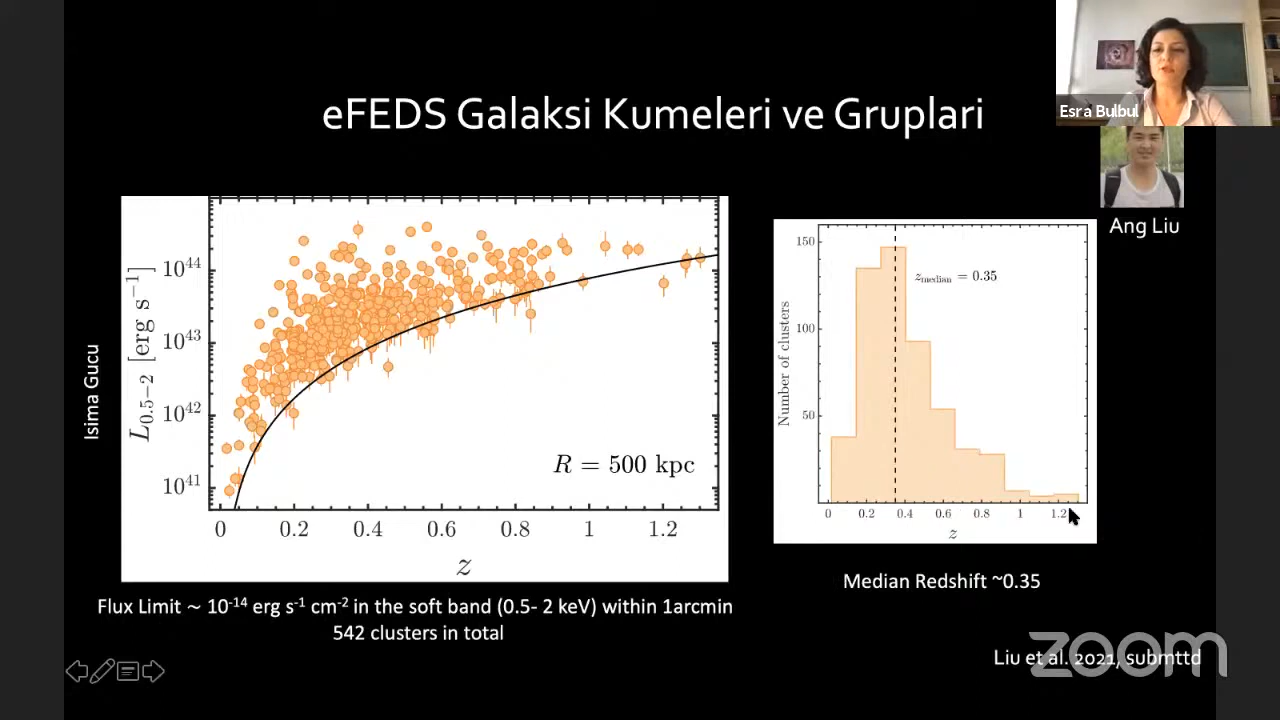 Esra Bulbul
eFEDS Galaksi Kumeleri ve Gruplari
Ang Liu
Isima Gucu
L0.5−2 [erg s−1]
10^44
10^43
10^42
10^41
R = 500 kpc
0 0.2 0.4 0.6 0.8 1 1.2
z
Number of clusters
150
100
50
zmedian = 0.35
0 0.2 0.4 0.6 0.8 1 1.2
z
Flux Limit ~ 10^-14 erg s^-1 cm^-2 in the soft band (0.5- 2 keV) within 1arcmin
542 clusters in total
Median Redshift ~0.35
Liu et al. 2021, submttd
zoom